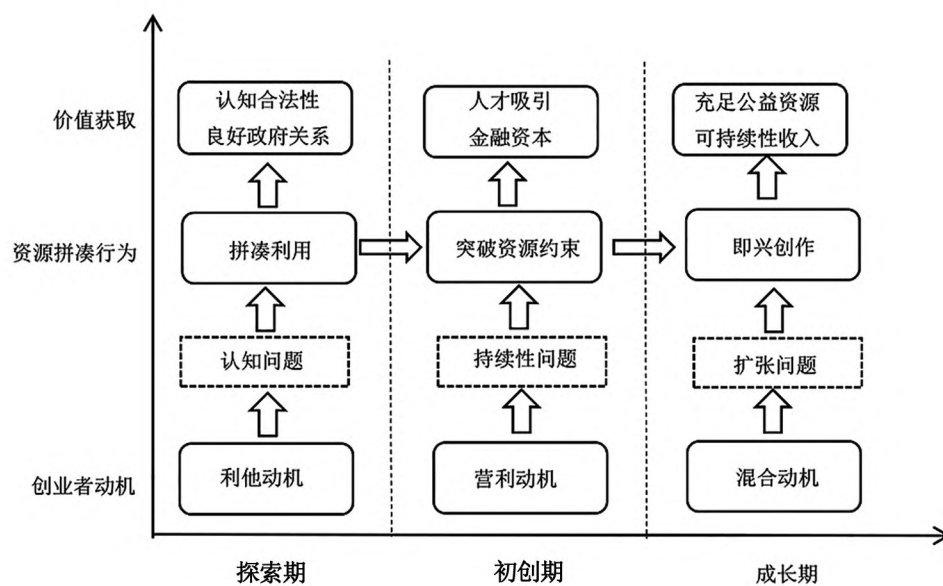 价值获取
认知合法性
良好政府关系
人才吸引
金融资本
充足公益资源
可持续性收入
资源拼凑行为
拼凑利用
突破资源约束
即兴创作
认知问题
持续性问题
扩张问题
创业者动机
利他动机
营利动机
混合动机
探索期
初创期
成长期